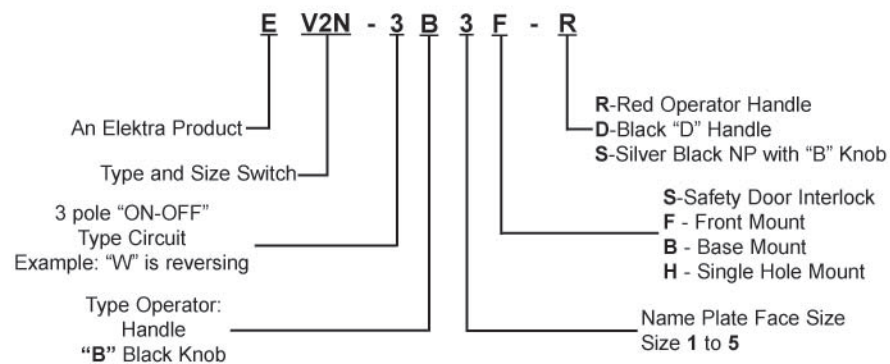 E V2N - 3 B 3 F - R
An Elektra Product
Type and Size Switch
3 pole “ON-OFF”
Type Circuit
Example: “W” is reversing
Type Operator:
Handle
“B” Black Knob
R-Red Operator Handle
D-Black “D” Handle
S-Silver Black NP with “B” Knob
S-Safety Door Interlock
F - Front Mount
B - Base Mount
H - Single Hole Mount
Name Plate Face Size
Size 1 to 5